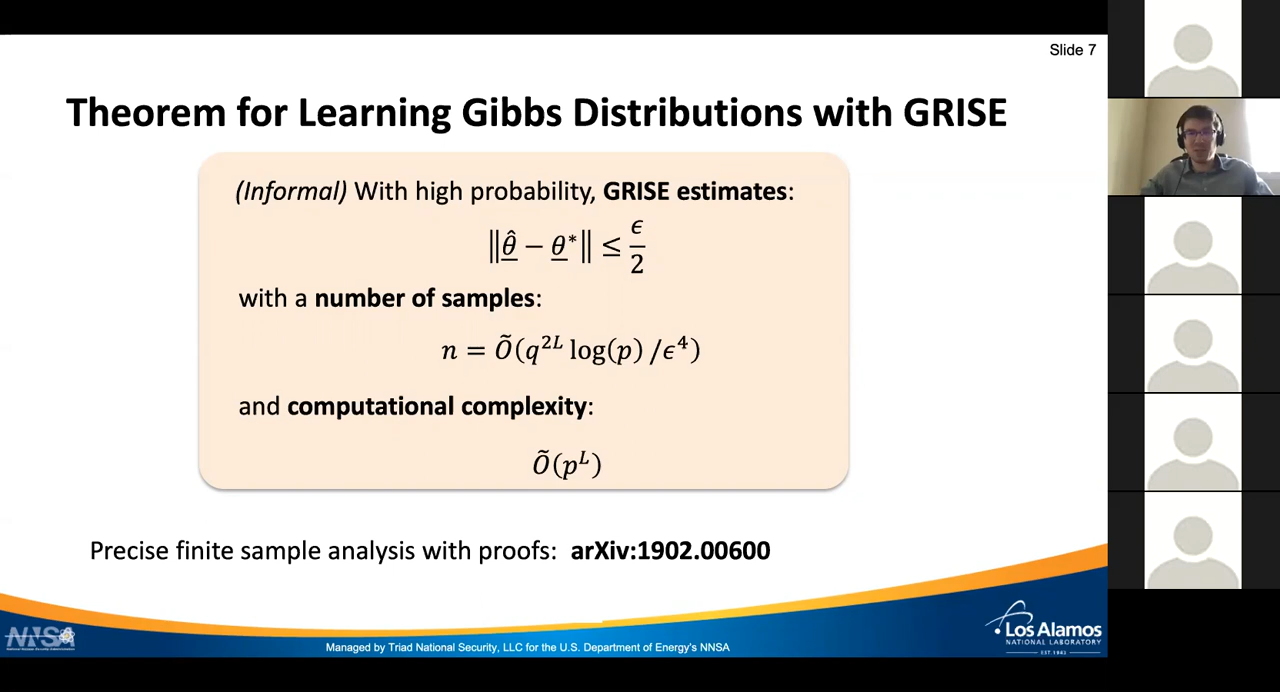 Slide 7
Theorem for Learning Gibbs Distributions with GRISE
(Informal) With high probability, GRISE estimates:
‖θ̲̂ − θ̲*‖ ≤ ϵ/2
with a number of samples:
n = Õ(q^{2L} log(p) /ϵ^4)
and computational complexity:
Õ(p^L)
Precise finite sample analysis with proofs: arXiv:1902.00600
NNSA
Los Alamos
NATIONAL LABORATORY
EST.1943
Managed by Triad National Security, LLC for the U.S. Department of Energy's NNSA